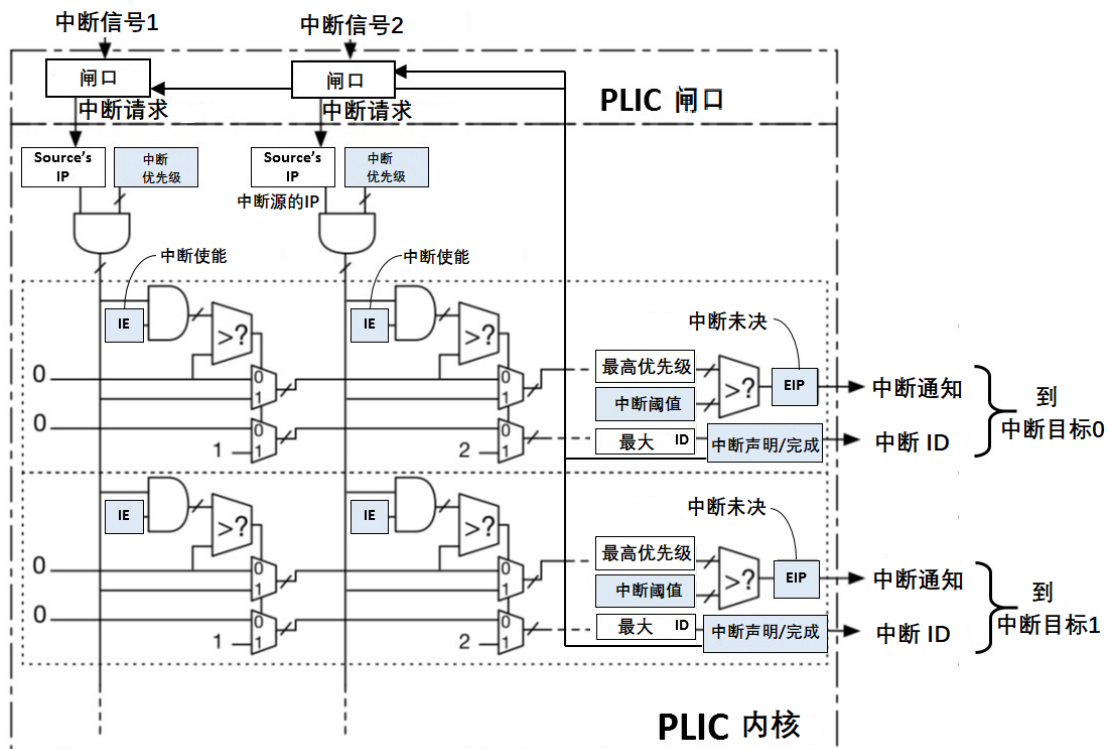 中断信号1
中断信号2
闸口
闸口
PLIC 闸口
中断请求
中断请求
Source's
IP
中断
优先级
Source's
IP
中断
优先级
中断源的IP
中断使能
中断使能
IE
>?
IE
>?
中断未决
0
0
1
0
1
最高优先级
中断阈值
>?
EIP
中断通知
0
0
1
1
0
1
2
最大 ID
中断声明/完成
中断 ID
到
中断目标0
IE
>?
IE
>?
中断未决
0
0
1
0
1
最高优先级
中断阈值
>?
EIP
中断通知
0
0
1
1
0
1
2
最大 ID
中断声明/完成
中断 ID
到
中断目标1
PLIC 内核